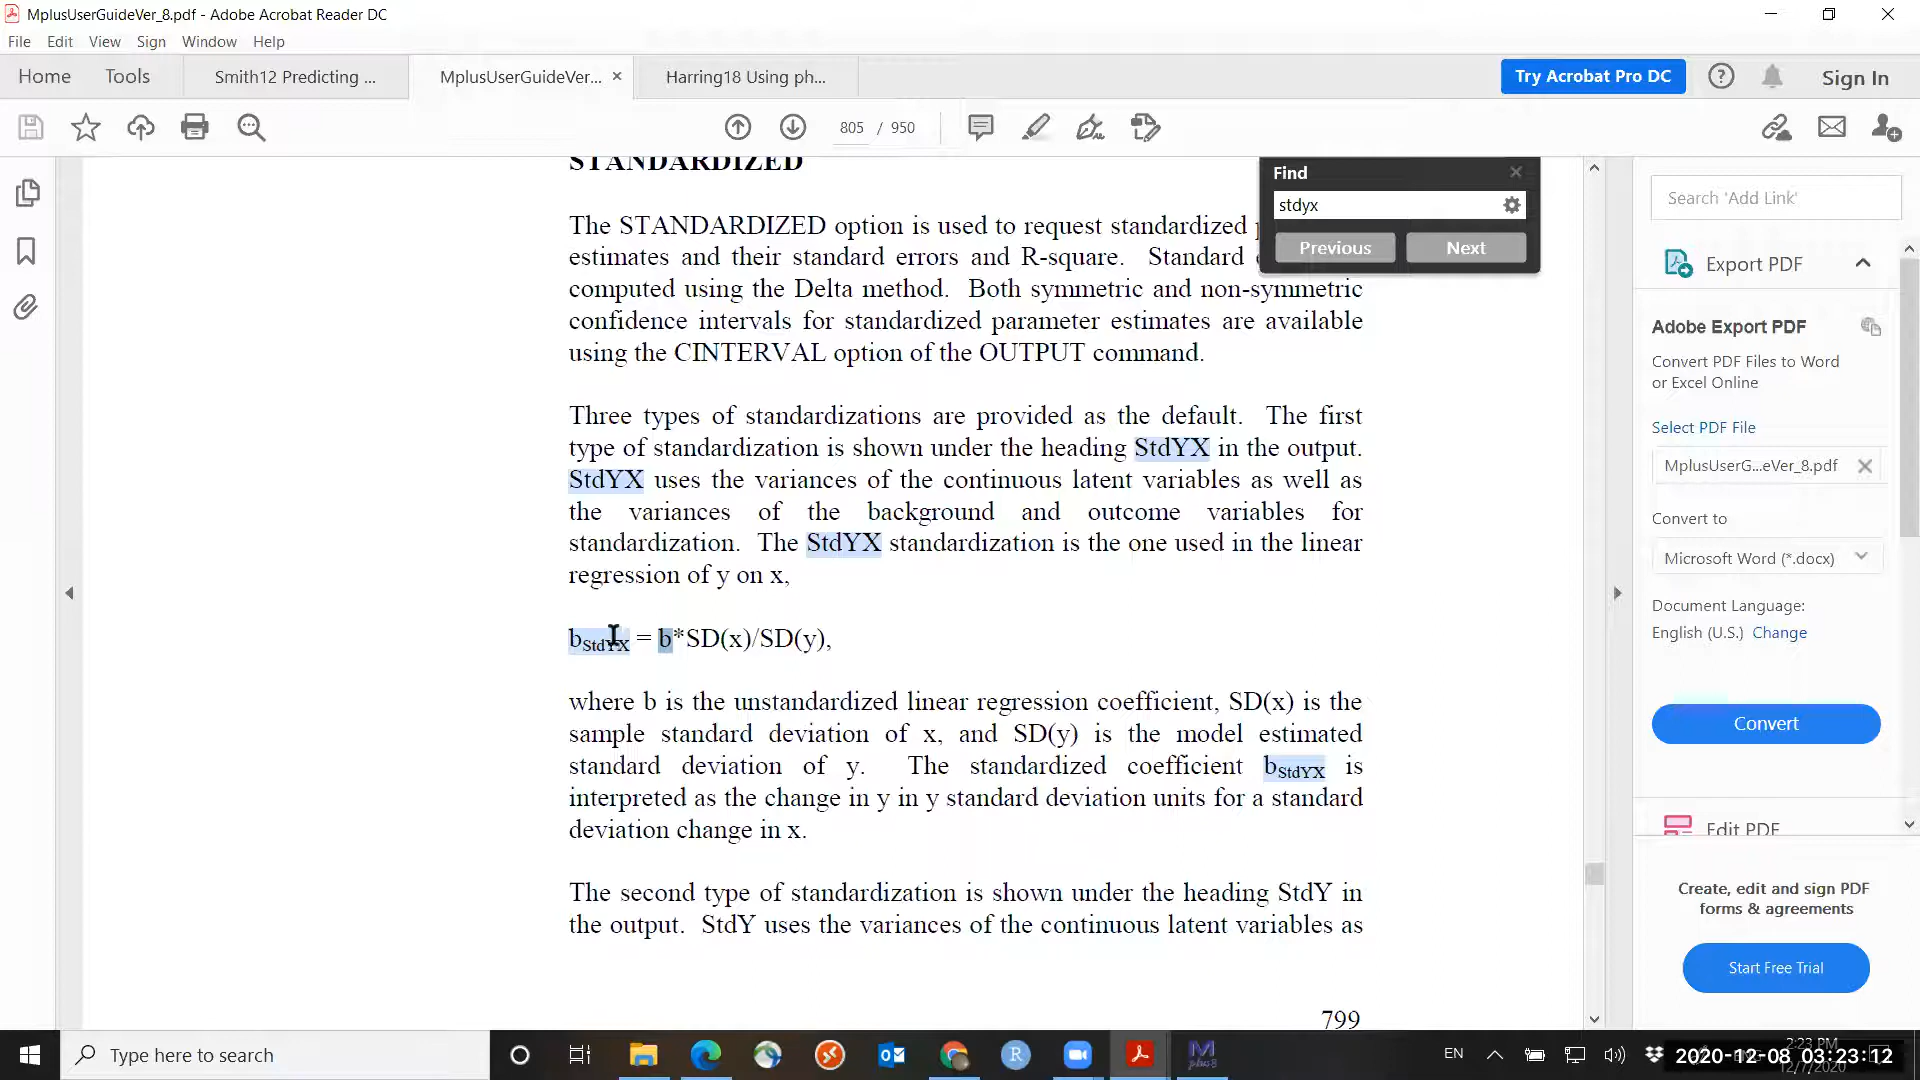 MplusUserGuideVer_8.pdf - Adobe Acrobat Reader DC
File Edit View Sign Window Help
Home Tools Smith12 Predicting ... MplusUserGuideVer... Harring18 Using ph... Try Acrobat Pro DC Sign In
805 / 950
STANDARDIZED
The STANDARDIZED option is used to request standardized
estimates and their standard errors and R-square. Standard
computed using the Delta method. Both symmetric and non-symmetric
confidence intervals for standardized parameter estimates are available
using the CINTERVAL option of the OUTPUT command.
Three types of standardizations are provided as the default. The first
type of standardization is shown under the heading StdYX in the output.
StdYX uses the variances of the continuous latent variables as well as
the variances of the background and outcome variables for
standardization. The StdYX standardization is the one used in the linear
regression of y on x,
bStdYX = b*SD(x)/SD(y),
where b is the unstandardized linear regression coefficient, SD(x) is the
sample standard deviation of x, and SD(y) is the model estimated
standard deviation of y. The standardized coefficient bStdYX is
interpreted as the change in y in y standard deviation units for a standard
deviation change in x.
The second type of standardization is shown under the heading StdY in
the output. StdY uses the variances of the continuous latent variables as
799
Find
stdyx
Previous Next
Search 'Add Link'
Export PDF
Adobe Export PDF
Convert PDF Files to Word
or Excel Online
Select PDF File
MplusUserG...eVer_8.pdf
Convert to
Microsoft Word (*.docx)
Document Language:
English (U.S.) Change
Convert
Edit PDF
Create, edit and sign PDF
forms & agreements
Start Free Trial
Type here to search
EN
2:23 PM
2020-12-08 03:23:12
12/7/2020